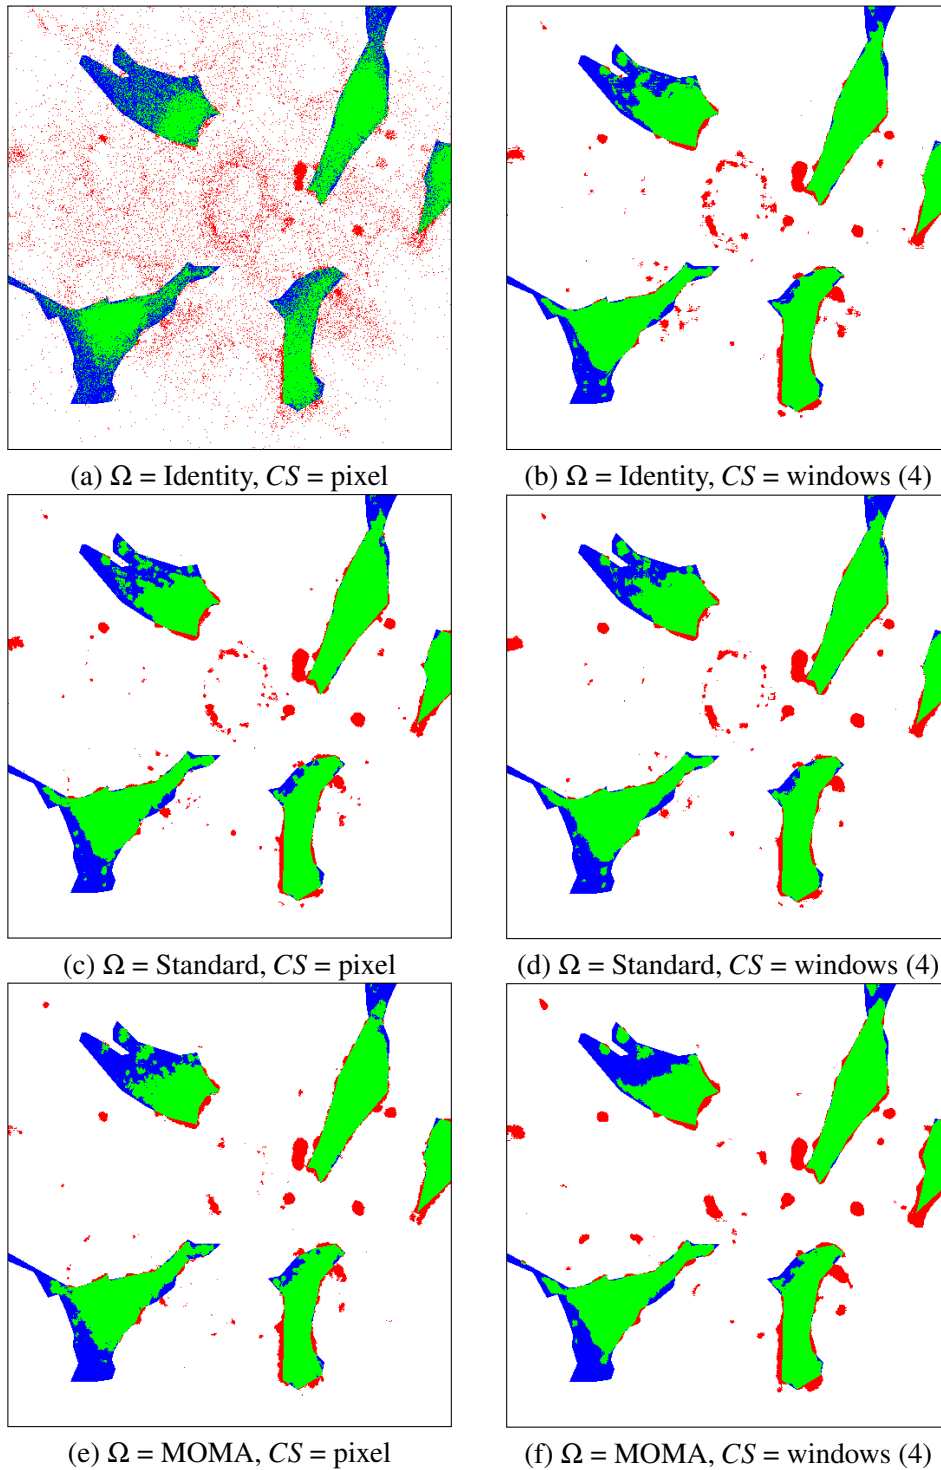 (a) Ω = Identity, CS = pixel
(b) Ω = Identity, CS = windows (4)
(c) Ω = Standard, CS = pixel
(d) Ω = Standard, CS = windows (4)
(e) Ω = MOMA, CS = pixel
(f) Ω = MOMA, CS = windows (4)